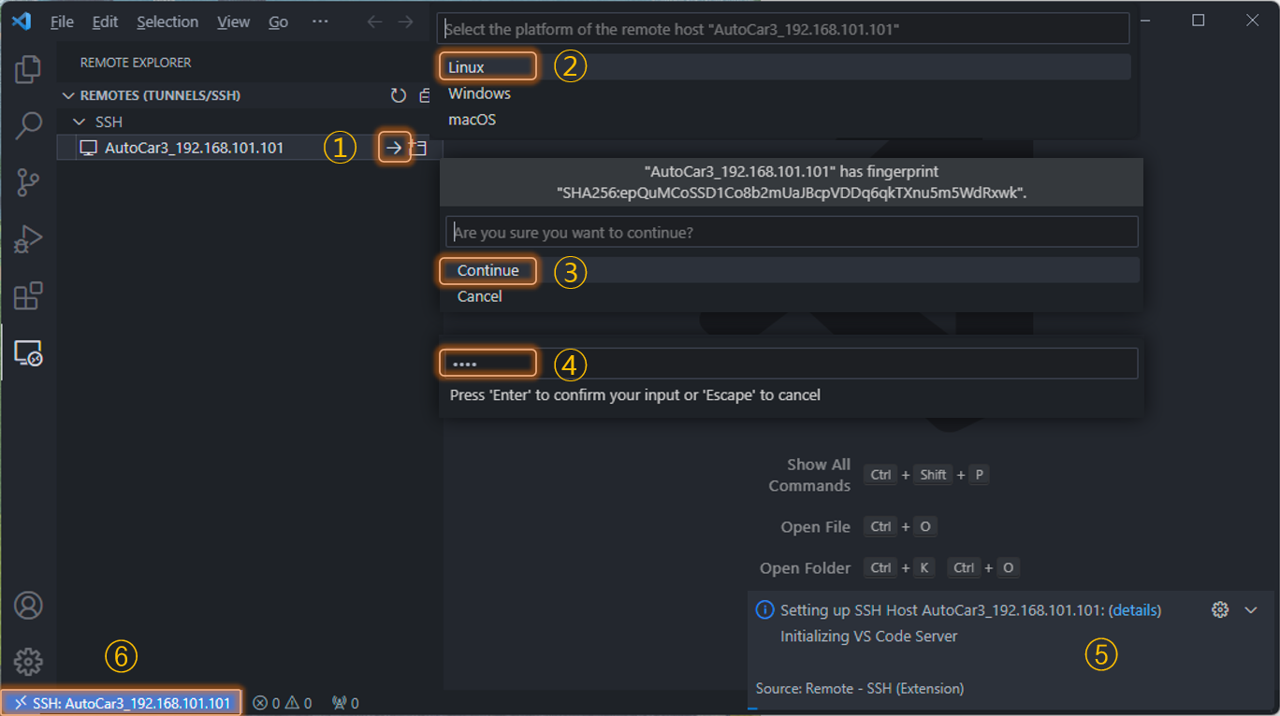 File Edit Selection View Go ···
Select the platform of the remote host "AutoCar3_192.168.101.101"
REMOTE EXPLORER
Linux ②
Windows
macOS
REMOTES (TUNNELS/SSH)
SSH
AutoCar3_192.168.101.101 ①
"AutoCar3_192.168.101.101" has fingerprint
"SHA256:epQuMCoSSD1Co8b2mUaJBcpVDDq6qkTXnu5m5WdRxwk".
Are you sure you want to continue?
Continue ③
Cancel
•••• ④
Press 'Enter' to confirm your input or 'Escape' to cancel
Show All Commands Ctrl + Shift + P
Open File Ctrl + O
Open Folder Ctrl + K Ctrl + O
Setting up SSH Host AutoCar3_192.168.101.101: (details)
Initializing VS Code Server
⑤
Source: Remote - SSH (Extension)
⑥
SSH: AutoCar3_192.168.101.101 0 0 0